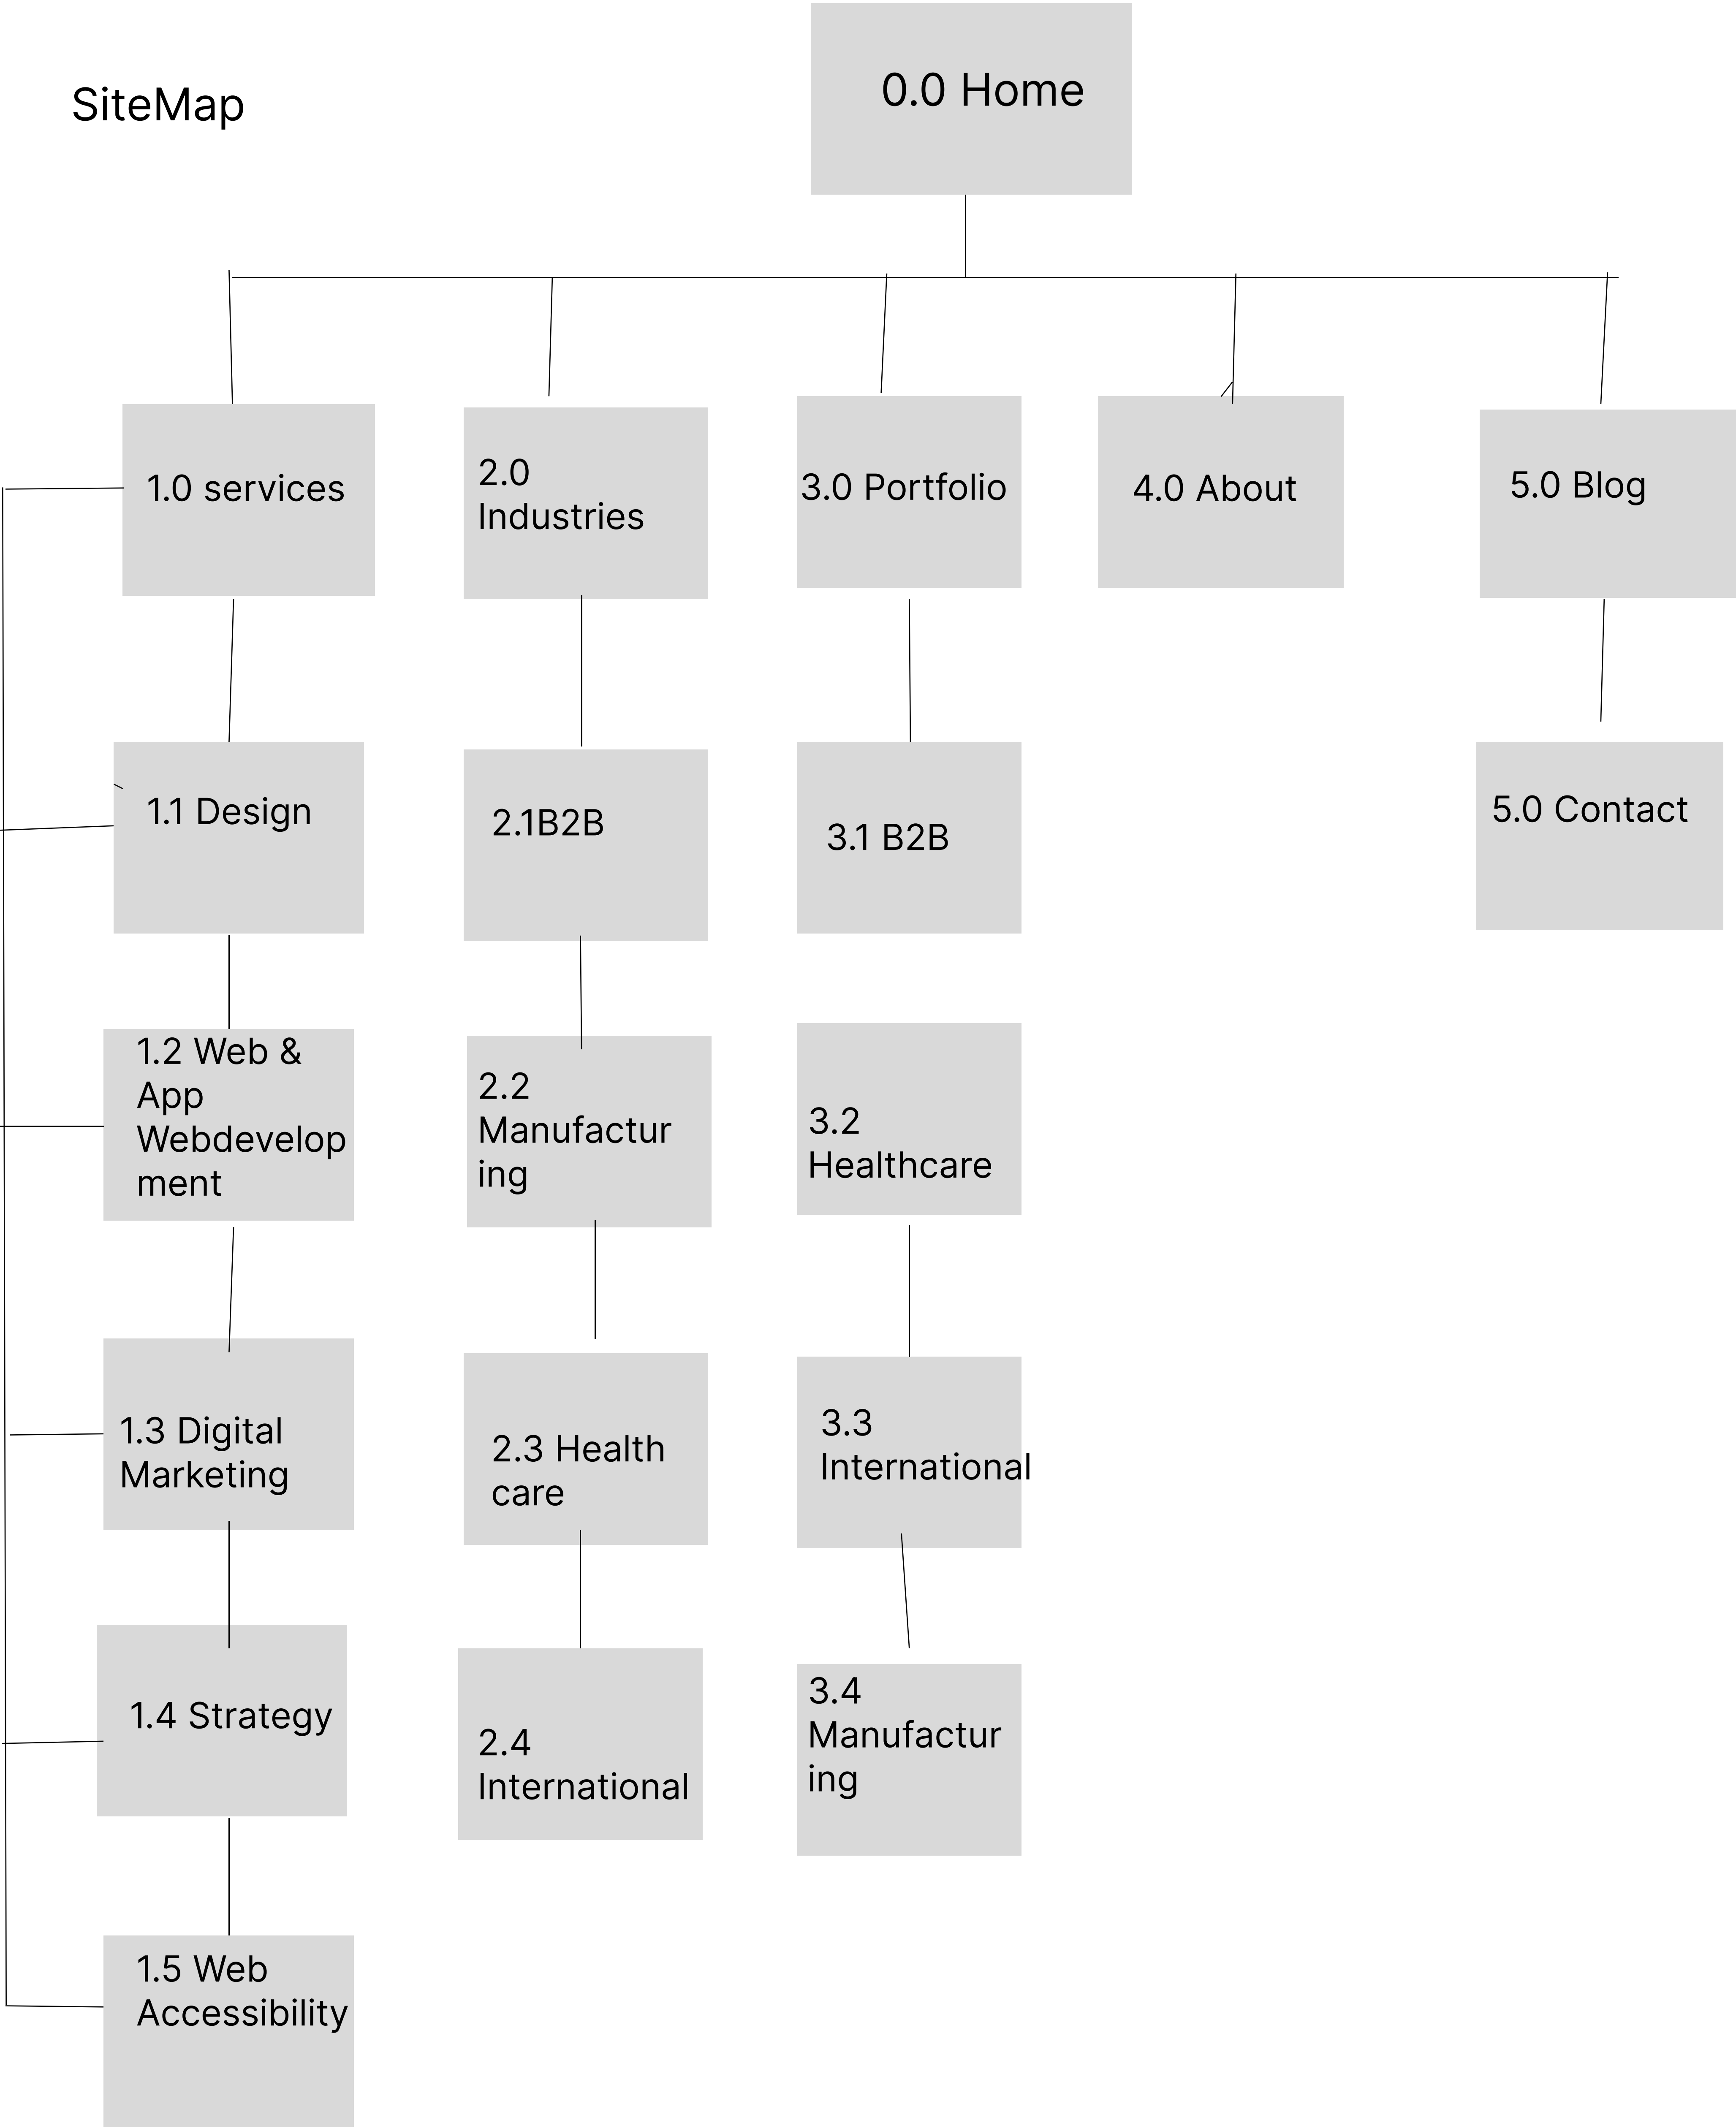 SiteMap
0.0 Home
1.0 services
2.0
Industries
3.0 Portfolio
4.0 About
5.0 Blog
1.1 Design
2.1B2B
3.1 B2B
5.0 Contact
1.2 Web &
App
Webdevelop
ment
2.2
Manufactur
ing
3.2
Healthcare
1.3 Digital
Marketing
2.3 Health
care
3.3
International
1.4 Strategy
2.4
International
3.4
Manufactur
ing
1.5 Web
Accessibility